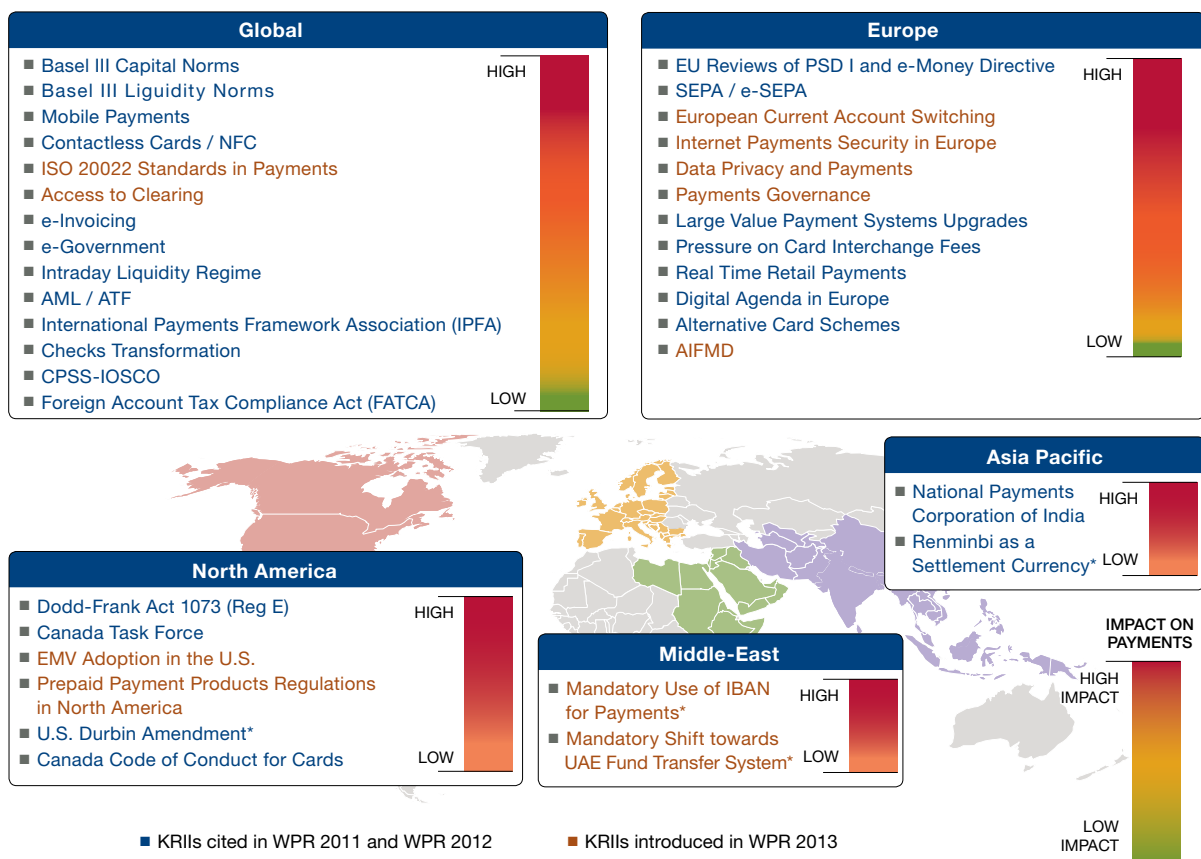 Global
Basel III Capital Norms
Basel III Liguidity Norms
Mobile Payments
Contactless Cards / NFC
ISO 20022 Standards in Payments
Access to Clearing
e-Invoicing
e-Government
Intraday Liquidity Regime
AML / ATF
International Payments Framework Association (IPFA)
Checks Transformation
CPSS-IOSCO
Foreign Account Tax Compliance Act (FATCA)
HIGH
LOW
Europe
EU Reviews of PSD I and e-Money Directive
SEPA / e-SEPA
European Current Account Switching
Internet Payments Security in Europe
Data Privacy and Payments
Payments Governance
Large Value Payment Systems Upgrades
Pressure on Card Interchange Fees
Real Time Retail Payments
Digital Agenda in Europe
Alternative Card Schemes
AIFMD
HIGH
LOW
Asia Pacific
National Payments
Corporation of India
Renminbi as a
Settlement Currency*
HIGH
LOW
North America
Dodd-Frank Act 1073 (Reg E)
Canada Task Force
EMV Adoption in the U.S.
Prepaid Payment Products Regulations
in North America
U.S. Durbin Amendment*
Canada Code of Conduct for Cards
HIGH
LOW
Middle-East
Mandatory Use of IBAN
for Payments*
Mandatory Shift towards
UAE Fund Transfer System*
HIGH
LOW
IMPACT ON
PAYMENTS
HIGH
IMPACT
LOW
IMPACT
KRIIs cited in WPR 2011 and WPR 2012
KRIIs introduced in WPR 2013